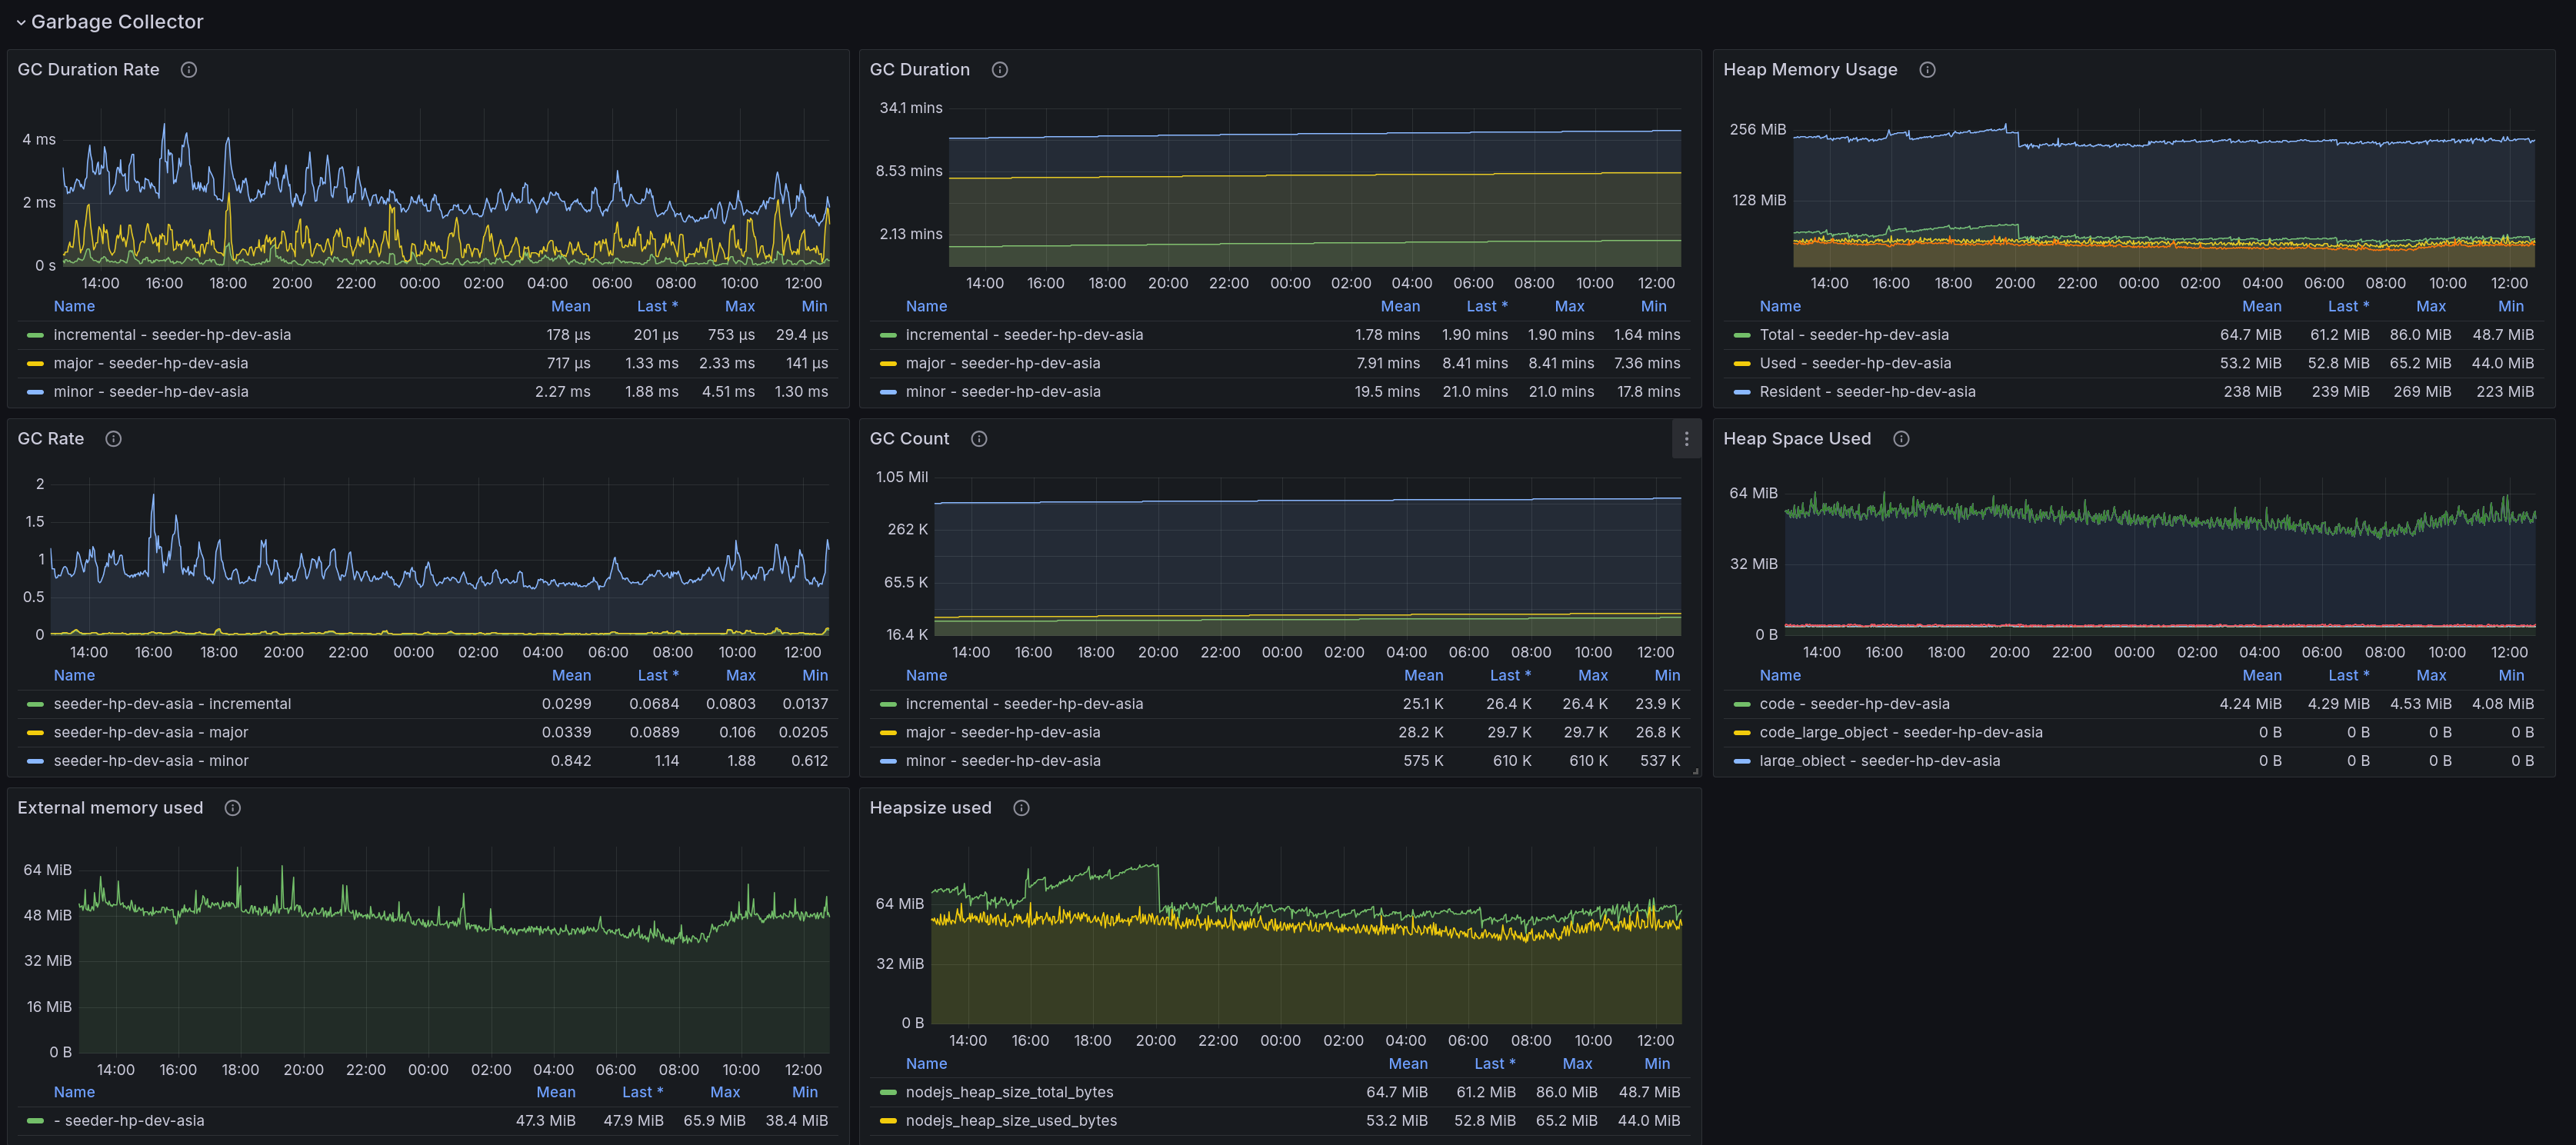 Garbage Collector
GC Duration Rate
4 ms
2 ms
0 s
14:00 16:00 18:00 20:00 22:00 00:00 02:00 04:00 06:00 08:00 10:00 12:00
Name Mean Last * Max Min
incremental - seeder-hp-dev-asia 178 µs 201 µs 753 µs 29.4 µs
major - seeder-hp-dev-asia 717 µs 1.33 ms 2.33 ms 141 µs
minor - seeder-hp-dev-asia 2.27 ms 1.88 ms 4.51 ms 1.30 ms
GC Duration
34.1 mins
8.53 mins
2.13 mins
14:00 16:00 18:00 20:00 22:00 00:00 02:00 04:00 06:00 08:00 10:00 12:00
Name Mean Last * Max Min
incremental - seeder-hp-dev-asia 1.78 mins 1.90 mins 1.90 mins 1.64 mins
major - seeder-hp-dev-asia 7.91 mins 8.41 mins 8.41 mins 7.36 mins
minor - seeder-hp-dev-asia 19.5 mins 21.0 mins 21.0 mins 17.8 mins
Heap Memory Usage
256 MiB
128 MiB
14:00 16:00 18:00 20:00 22:00 00:00 02:00 04:00 06:00 08:00 10:00 12:00
Name Mean Last * Max Min
Total - seeder-hp-dev-asia 64.7 MiB 61.2 MiB 86.0 MiB 48.7 MiB
Used - seeder-hp-dev-asia 53.2 MiB 52.8 MiB 65.2 MiB 44.0 MiB
Resident - seeder-hp-dev-asia 238 MiB 239 MiB 269 MiB 223 MiB
GC Rate
2
1.5
1
0.5
0
14:00 16:00 18:00 20:00 22:00 00:00 02:00 04:00 06:00 08:00 10:00 12:00
Name Mean Last * Max Min
seeder-hp-dev-asia - incremental 0.0299 0.0684 0.0803 0.0137
seeder-hp-dev-asia - major 0.0339 0.0889 0.106 0.0205
seeder-hp-dev-asia - minor 0.842 1.14 1.88 0.612
GC Count
1.05 Mil
262 K
65.5 K
16.4 K
14:00 16:00 18:00 20:00 22:00 00:00 02:00 04:00 06:00 08:00 10:00 12:00
Name Mean Last * Max Min
incremental - seeder-hp-dev-asia 25.1 K 26.4 K 26.4 K 23.9 K
major - seeder-hp-dev-asia 28.2 K 29.7 K 29.7 K 26.8 K
minor - seeder-hp-dev-asia 575 K 610 K 610 K 537 K
Heap Space Used
64 MiB
32 MiB
0 B
14:00 16:00 18:00 20:00 22:00 00:00 02:00 04:00 06:00 08:00 10:00 12:00
Name Mean Last * Max Min
code - seeder-hp-dev-asia 4.24 MiB 4.29 MiB 4.53 MiB 4.08 MiB
code_large_object - seeder-hp-dev-asia 0 B 0 B 0 B 0 B
large_object - seeder-hp-dev-asia 0 B 0 B 0 B 0 B
External memory used
64 MiB
48 MiB
32 MiB
16 MiB
0 B
14:00 16:00 18:00 20:00 22:00 00:00 02:00 04:00 06:00 08:00 10:00 12:00
Name Mean Last * Max Min
- seeder-hp-dev-asia 47.3 MiB 47.9 MiB 65.9 MiB 38.4 MiB
Heapsize used
64 MiB
32 MiB
0 B
14:00 16:00 18:00 20:00 22:00 00:00 02:00 04:00 06:00 08:00 10:00 12:00
Name Mean Last * Max Min
nodejs_heap_size_total_bytes 64.7 MiB 61.2 MiB 86.0 MiB 48.7 MiB
nodejs_heap_size_used_bytes 53.2 MiB 52.8 MiB 65.2 MiB 44.0 MiB